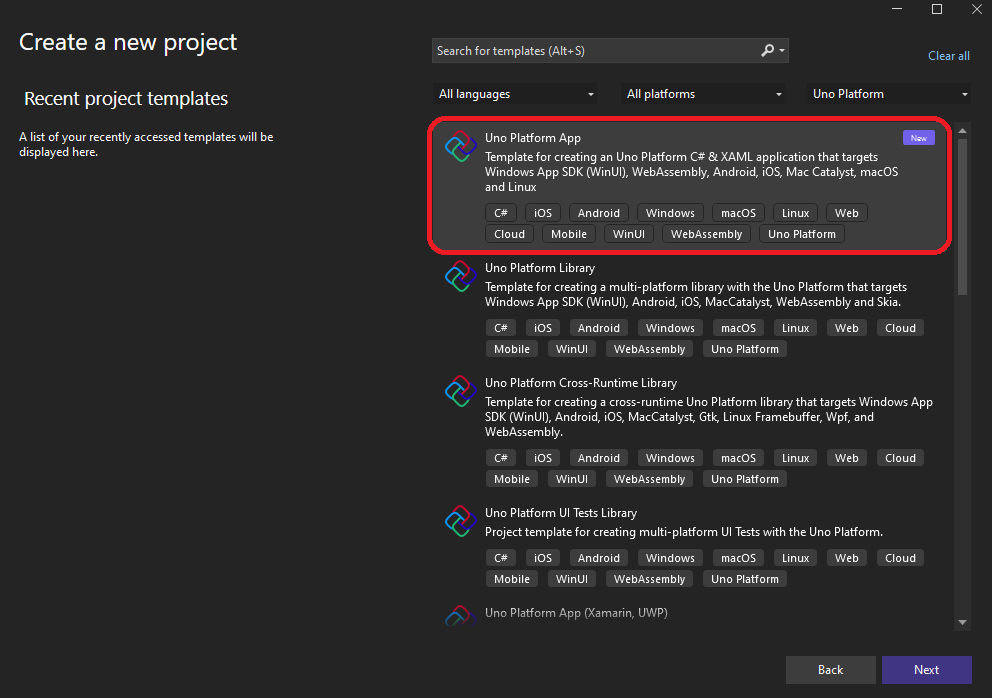 Create a new project
Search for templates (Alt+S)
Clear all
Recent project templates
All languages
All platforms
Uno Platform
A list of your recently accessed templates will be
displayed here.
Uno Platform App
New
Template for creating an Uno Platform C# & XAML application that targets
Windows App SDK (WinUI), WebAssembly, Android, iOS, Mac Catalyst, macOS
and Linux
C# iOS Android Windows macOS Linux Web
Cloud Mobile WinUI WebAssembly Uno Platform
Uno Platform Library
Template for creating a multi-platform library with the Uno Platform that targets
Windows App SDK (WinUI), Android, iOS, MacCatalyst, WebAssembly and Skia.
C# iOS Android Windows macOS Linux Web Cloud
Mobile WinUI WebAssembly Uno Platform
Uno Platform Cross-Runtime Library
Template for creating a cross-runtime Uno Platform library that targets Windows App
SDK (WinUI), Android, iOS, MacCatalyst, Gtk, Linux Framebuffer, Wpf, and
WebAssembly.
C# iOS Android Windows macOS Linux Web Cloud
Mobile WinUI WebAssembly Uno Platform
Uno Platform UI Tests Library
Project template for creating multi-platform UI Tests with the Uno Platform.
C# iOS Android Windows macOS Linux Web Cloud
Mobile WinUI WebAssembly Uno Platform
Uno Platform App (Xamarin, UWP)
Back
Next